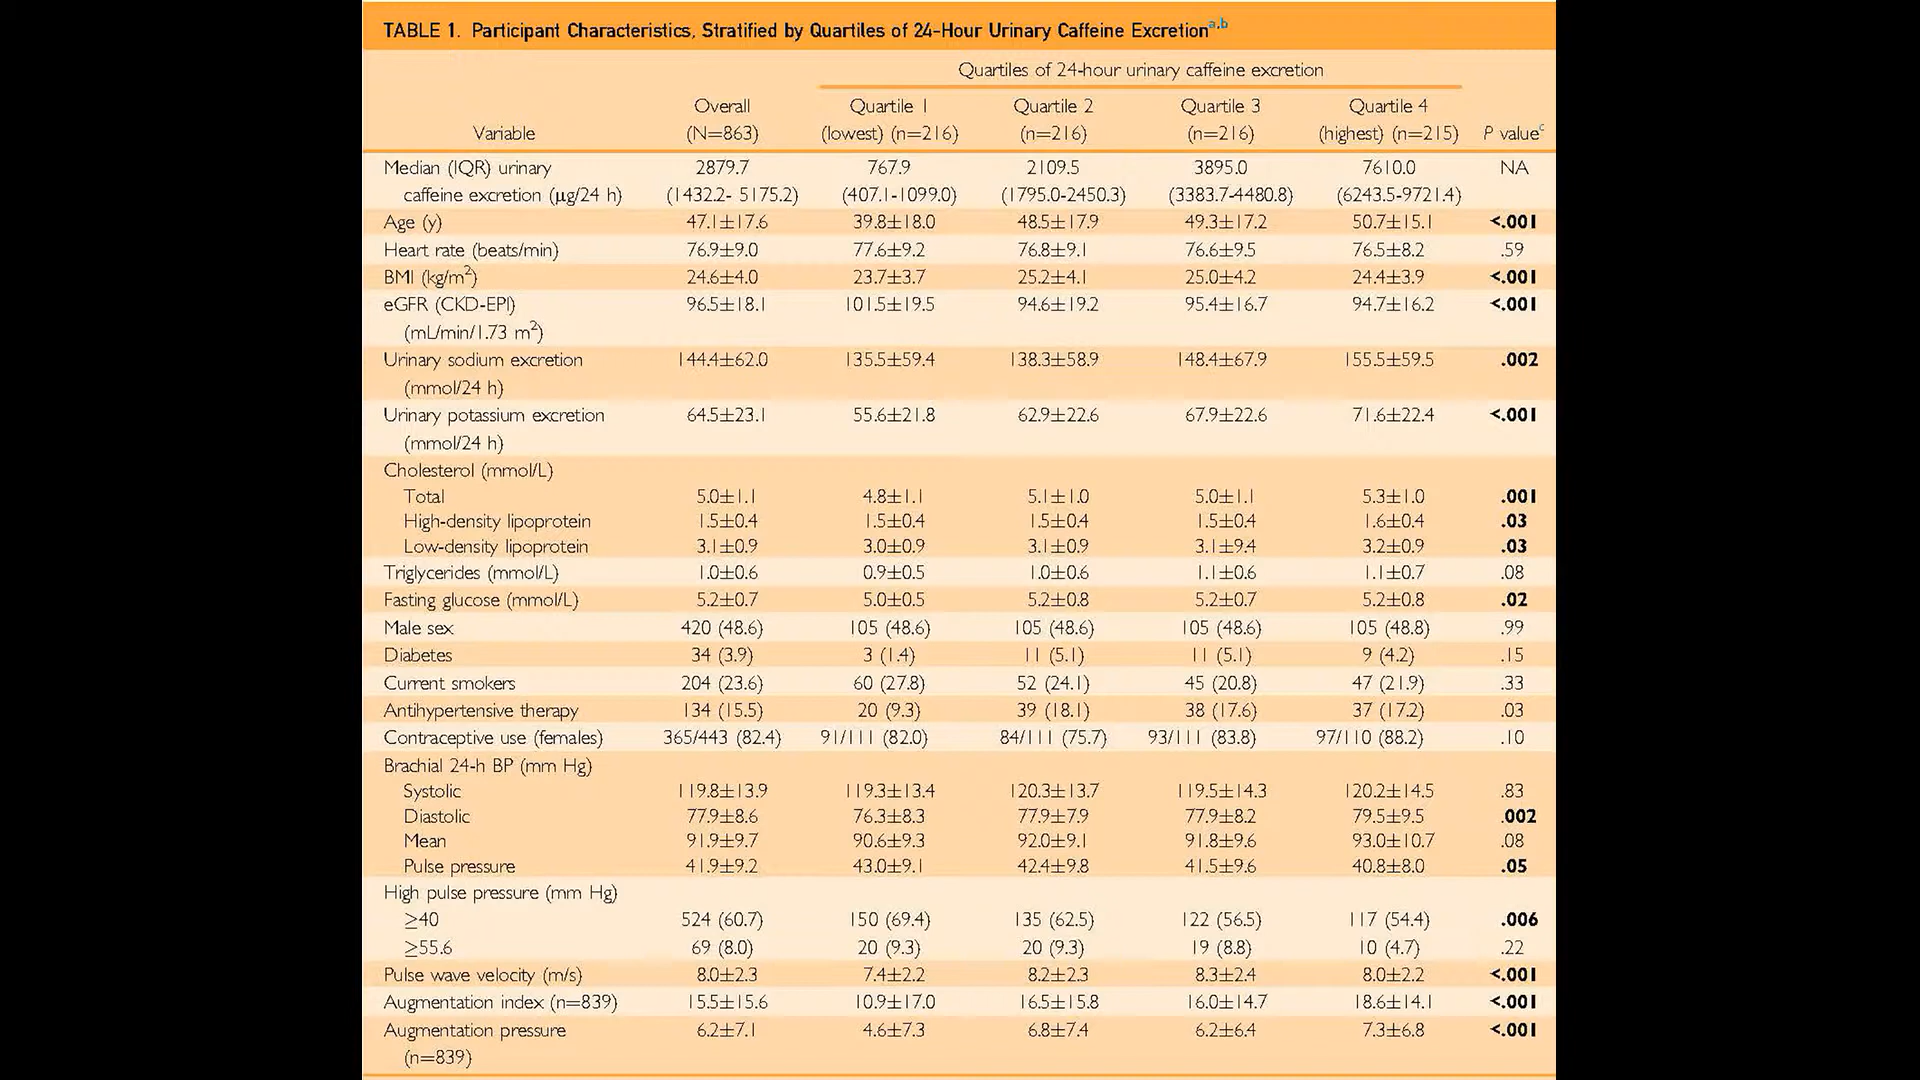 TABLE 1. Participant Characteristics, Stratified by Quartiles of 24-Hour Urinary Caffeine Excretion a,b
Quartiles of 24-hour urinary caffeine excretion
Overall Quartile 1 Quartile 2 Quartile 3 Quartile 4
Variable (N=863) (lowest) (n=216) (n=216) (n=216) (highest) (n=215) P value c
Median (IQR) urinary 2879.7 767.9 2109.5 3895.0 7610.0 NA
caffeine excretion (μg/24 h) (1432.2- 5175.2) (407.1-1099.0) (1795.0-2450.3) (3383.7-4480.8) (6243.5-9721.4)
Age (y) 47.1±17.6 39.8±18.0 48.5±17.9 49.3±17.2 50.7±15.1 <.001
Heart rate (beats/min) 76.9±9.0 77.6±9.2 76.8±9.1 76.6±9.5 76.5±8.2 .59
BMI (kg/m²) 24.6±4.0 23.7±3.7 25.2±4.1 25.0±4.2 24.4±3.9 <.001
eGFR (CKD-EPI) 96.5±18.1 101.5±19.5 94.6±19.2 95.4±16.7 94.7±16.2 <.001
(mL/min/1.73 m²)
Urinary sodium excretion 144.4±62.0 135.5±59.4 138.3±58.9 148.4±67.9 155.5±59.5 .002
(mmol/24 h)
Urinary potassium excretion 64.5±23.1 55.6±21.8 62.9±22.6 67.9±22.6 71.6±22.4 <.001
(mmol/24 h)
Cholesterol (mmol/L)
Total 5.0±1.1 4.8±1.1 5.1±1.0 5.0±1.1 5.3±1.0 .001
High-density lipoprotein 1.5±0.4 1.5±0.4 1.5±0.4 1.5±0.4 1.6±0.4 .03
Low-density lipoprotein 3.1±0.9 3.0±0.9 3.1±0.9 3.1±9.4 3.2±0.9 .03
Triglycerides (mmol/L) 1.0±0.6 0.9±0.5 1.0±0.6 1.1±0.6 1.1±0.7 .08
Fasting glucose (mmol/L) 5.2±0.7 5.0±0.5 5.2±0.8 5.2±0.7 5.2±0.8 .02
Male sex 420 (48.6) 105 (48.6) 105 (48.6) 105 (48.6) 105 (48.8) .99
Diabetes 34 (3.9) 3 (1.4) 11 (5.1) 11 (5.1) 9 (4.2) .15
Current smokers 204 (23.6) 60 (27.8) 52 (24.1) 45 (20.8) 47 (21.9) .33
Antihypertensive therapy 134 (15.5) 20 (9.3) 39 (18.1) 38 (17.6) 37 (17.2) .03
Contraceptive use (females) 365/443 (82.4) 91/111 (82.0) 84/111 (75.7) 93/111 (83.8) 97/110 (88.2) .10
Brachial 24-h BP (mm Hg)
Systolic 119.8±13.9 119.3±13.4 120.3±13.7 119.5±14.3 120.2±14.5 .83
Diastolic 77.9±8.6 76.3±8.3 77.9±7.9 77.9±8.2 79.5±9.5 .002
Mean 91.9±9.7 90.6±9.3 92.0±9.1 91.8±9.6 93.0±10.7 .08
Pulse pressure 41.9±9.2 43.0±9.1 42.4±9.8 41.5±9.6 40.8±8.0 .05
High pulse pressure (mm Hg)
≥40 524 (60.7) 150 (69.4) 135 (62.5) 122 (56.5) 117 (54.4) .006
≥55.6 69 (8.0) 20 (9.3) 20 (9.3) 19 (8.8) 10 (4.7) .22
Pulse wave velocity (m/s) 8.0±2.3 7.4±2.2 8.2±2.3 8.3±2.4 8.0±2.2 <.001
Augmentation index (n=839) 15.5±15.6 10.9±17.0 16.5±15.8 16.0±14.7 18.6±14.1 <.001
Augmentation pressure 6.2±7.1 4.6±7.3 6.8±7.4 6.2±6.4 7.3±6.8 <.001
(n=839)